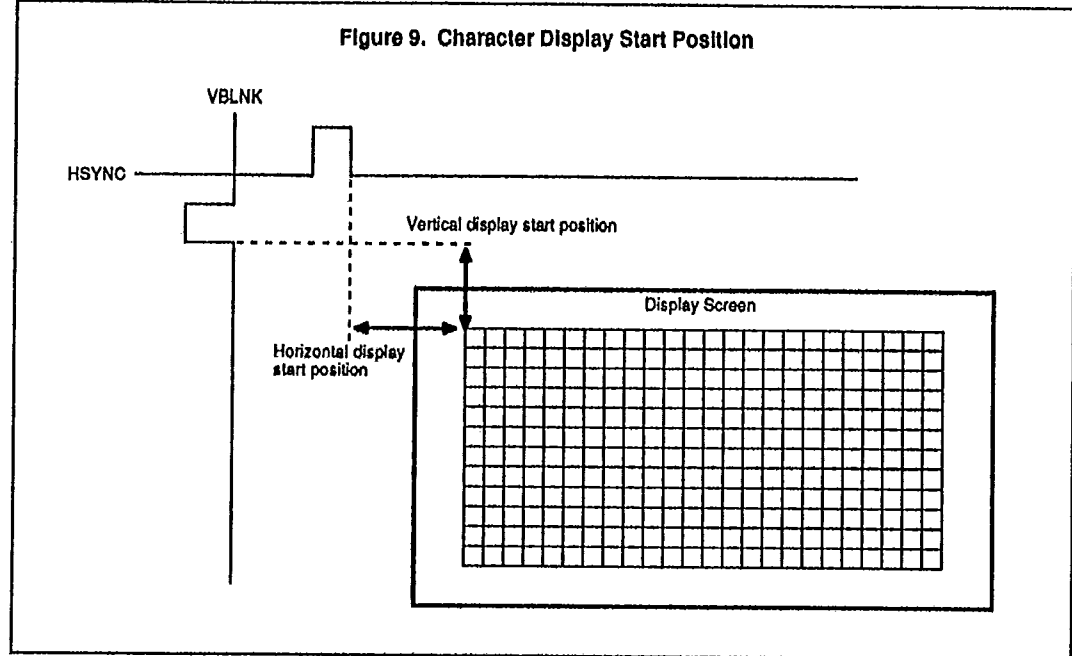 Figure 9. Character Display Start Position
VBLNK
HSYNC
Vertical display start position
Display Screen
Horizontal display
start position